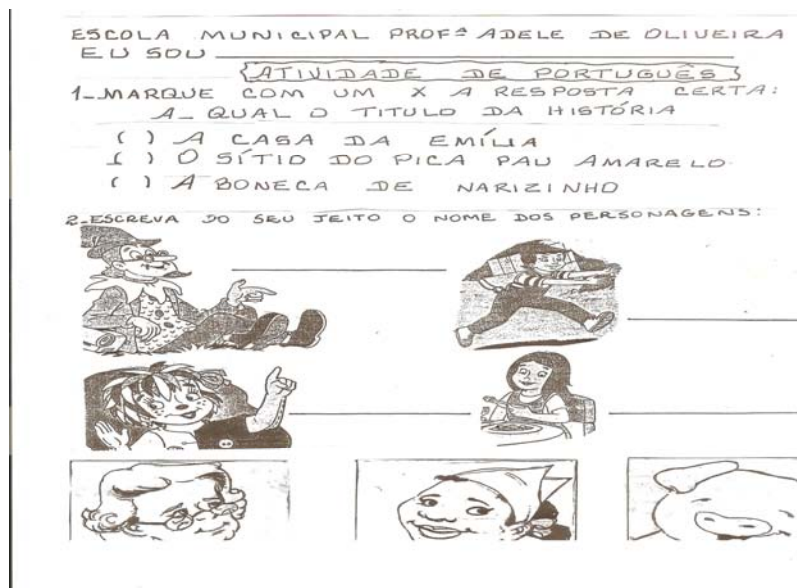 ESCOLA MUNICIPAL PROFª ADELE DE OLIVEIRA
EU SOU
ATIVIDADE DE PORTUGUÊS
1-MARQUE COM UM X A RESPOSTA CERTA:
A- QUAL O TITULO DA HISTÓRIA
( ) A CASA DA EMÍLIA
( ) O SÍTIO DO PICA PAU AMARELO.
( ) A BONECA DE NARIZINHO
2-ESCREVA DO SEU JEITO O NOME DOS PERSONAGENS: